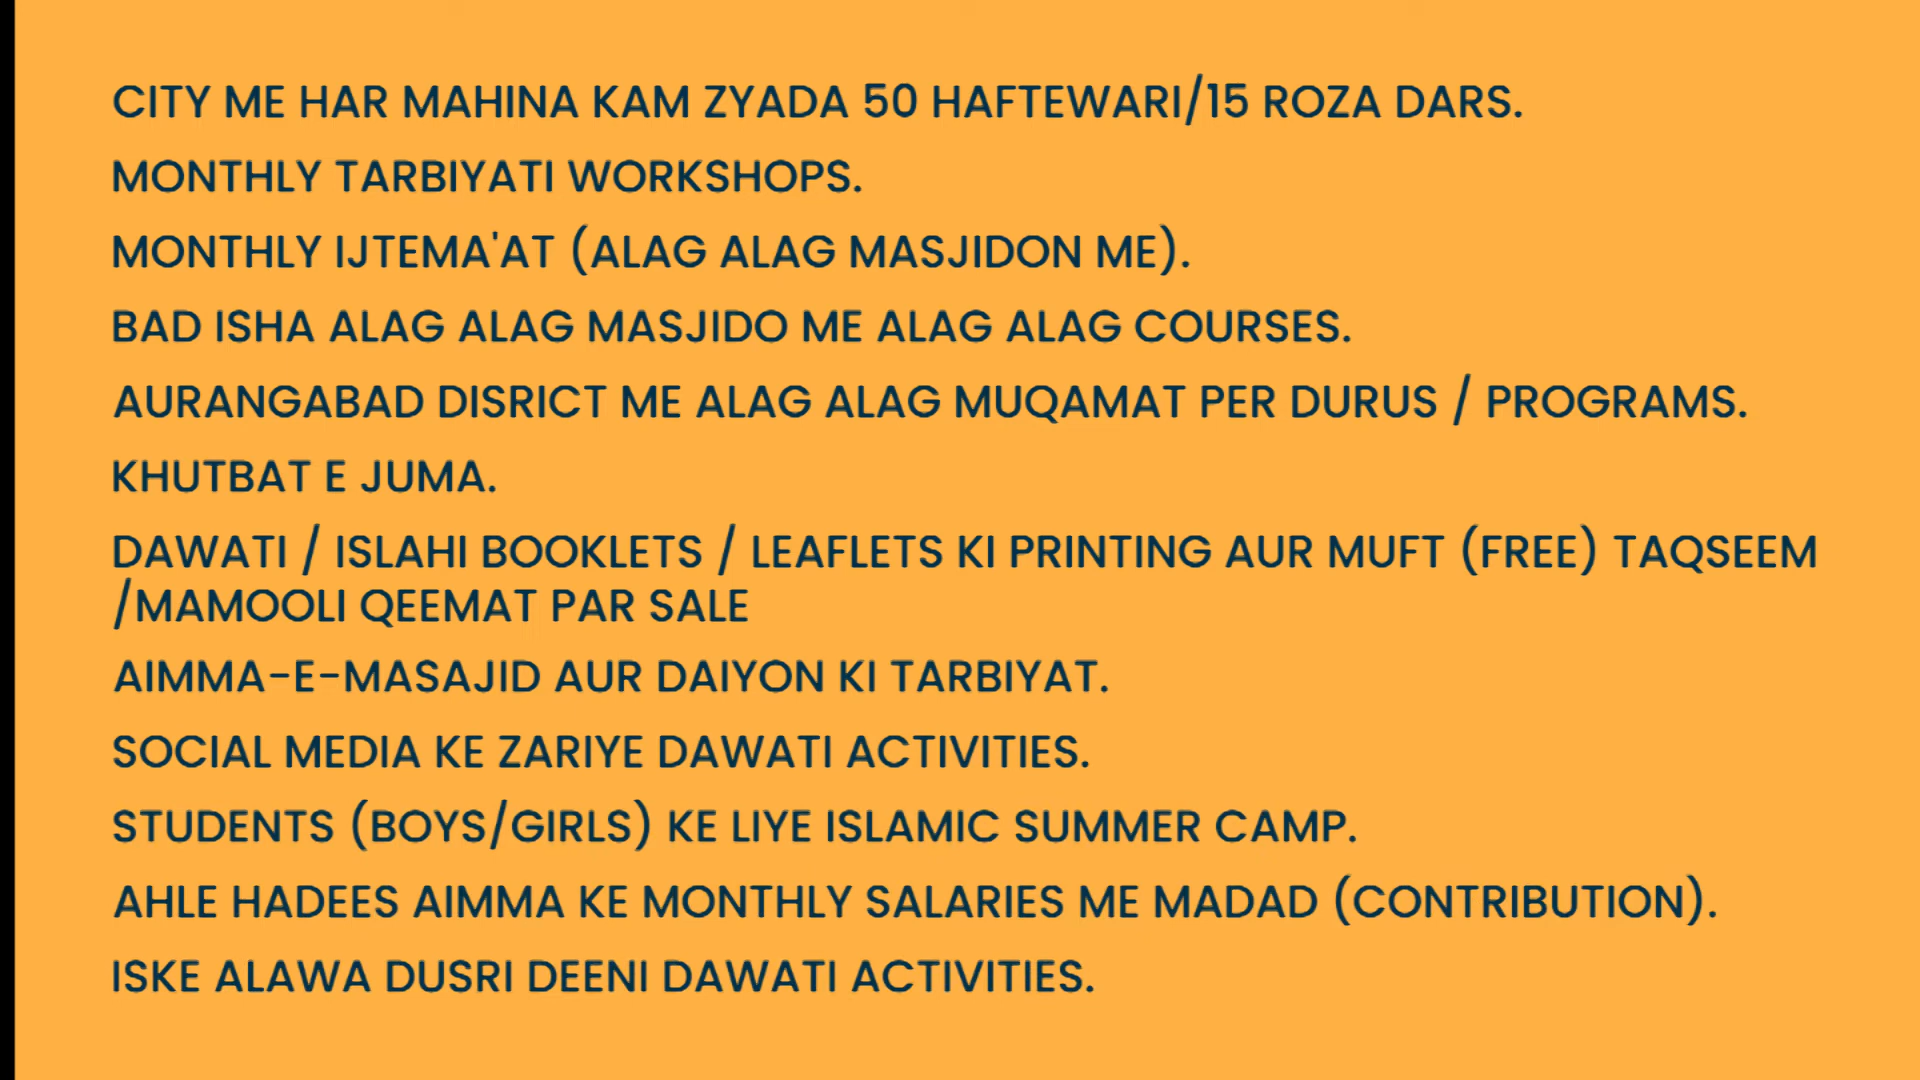 CITY ME HAR MAHINA KAM ZYADA 50 HAFTEWARI/15 ROZA DARS.
MONTHLY TARBIYATI WORKSHOPS.
MONTHLY IJTEMA'AT (ALAG ALAG MASJIDON ME).
BAD ISHA ALAG ALAG MASJIDO ME ALAG ALAG COURSES.
AURANGABAD DISRICT ME ALAG ALAG MUQAMAT PER DURUS / PROGRAMS.
KHUTBAT E JUMA.
DAWATI / ISLAHI BOOKLETS / LEAFLETS KI PRINTING AUR MUFT (FREE) TAQSEEM
/MAMOOLI QEEMAT PAR SALE
AIMMA-E-MASAJID AUR DAIYON KI TARBIYAT.
SOCIAL MEDIA KE ZARIYE DAWATI ACTIVITIES.
STUDENTS (BOYS/GIRLS) KE LIYE ISLAMIC SUMMER CAMP.
AHLE HADEES AIMMA KE MONTHLY SALARIES ME MADAD (CONTRIBUTION).
ISKE ALAWA DUSRI DEENI DAWATI ACTIVITIES.